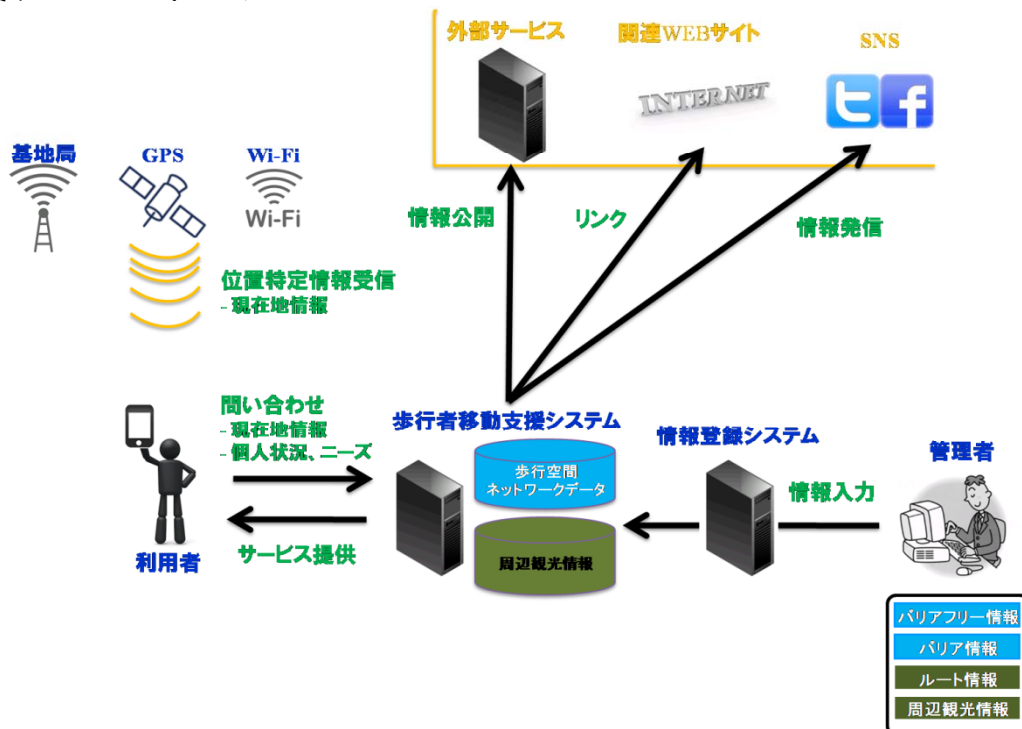 外部サービス
関連WEBサイト
SNS
INTERNET
基地局
GPS
Wi-Fi
Wi-Fi
情報公開
リンク
情報発信
位置特定情報受信
- 現在地情報
問い合わせ
- 現在地情報
- 個人状況、ニーズ
歩行者移動支援システム
情報登録システム
管理者
歩行空間
ネットワークデータ
情報入力
サービス提供
利用者
周辺観光情報
バリアフリー情報
バリア情報
ルート情報
周辺観光情報